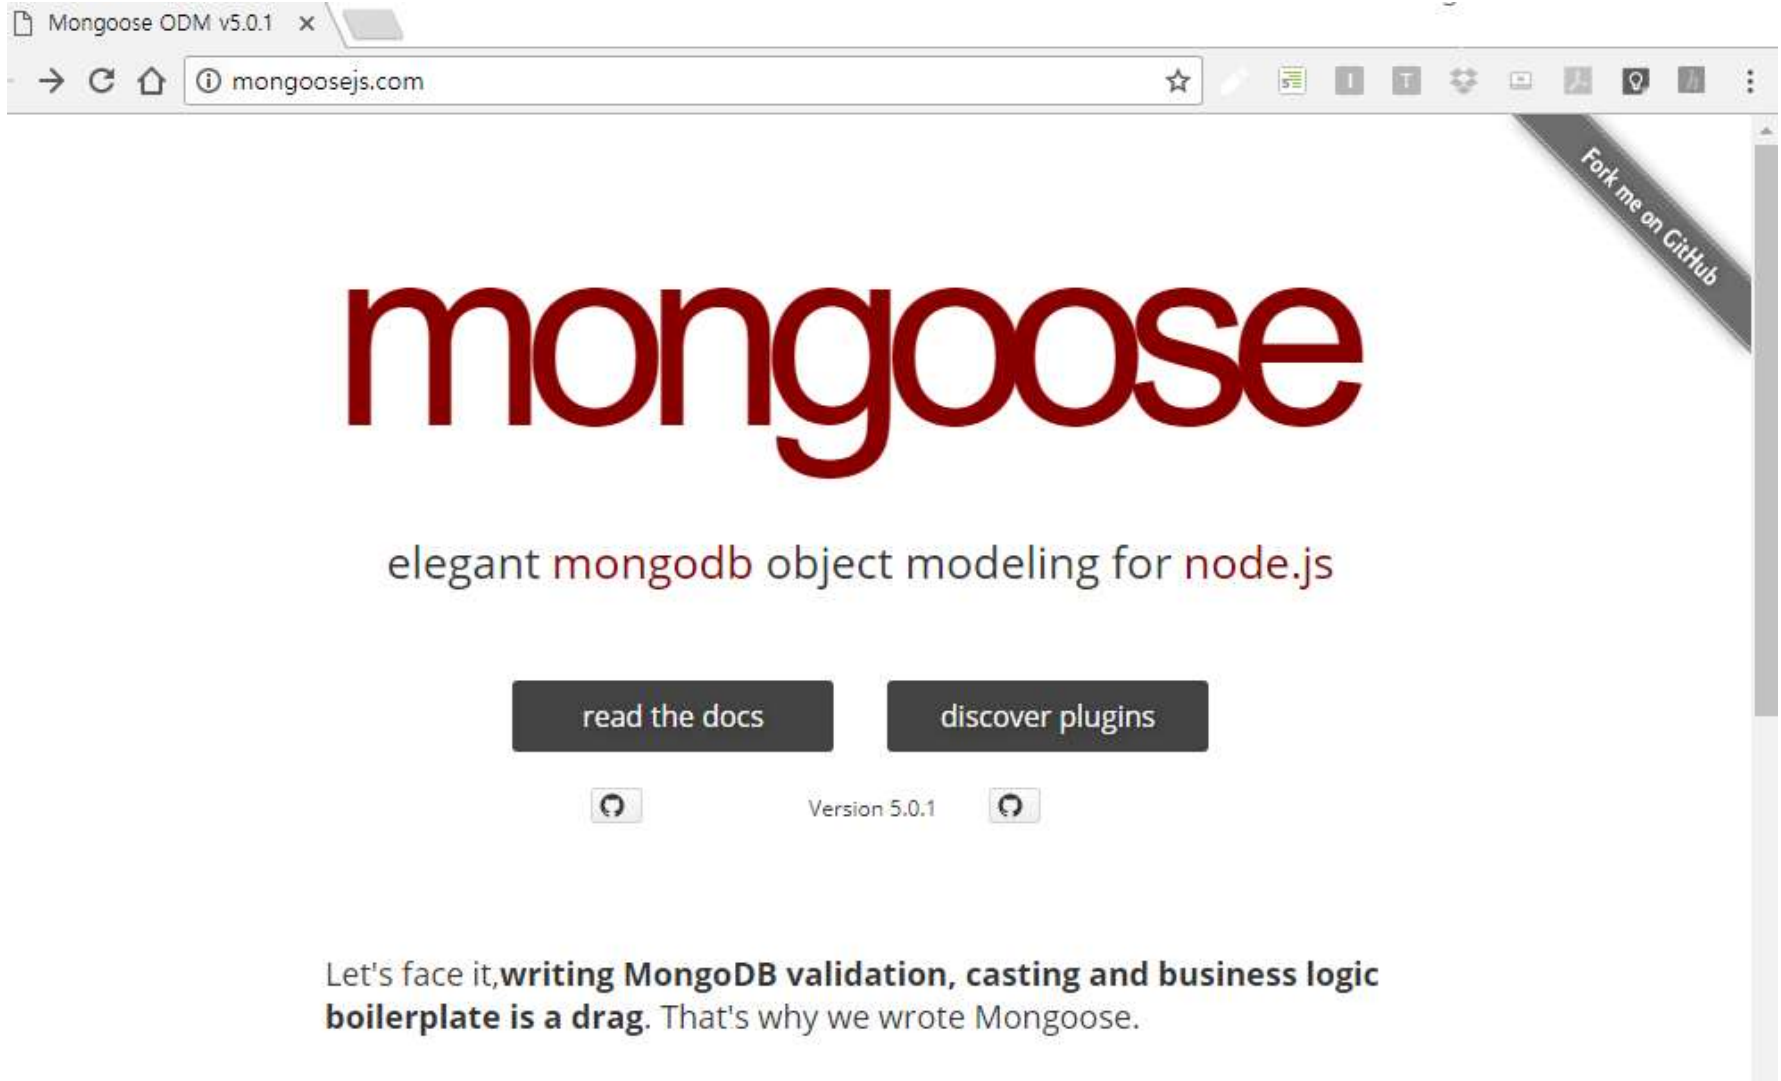 Mongoose ODM v5.0.1
mongoosejs.com
Fork me on GitHub
mongoose
elegant mongodb object modeling for node.js
read the docs
discover plugins
Version 5.0.1
Let's face it,writing MongoDB validation, casting and business logic
boilerplate is a drag. That's why we wrote Mongoose.